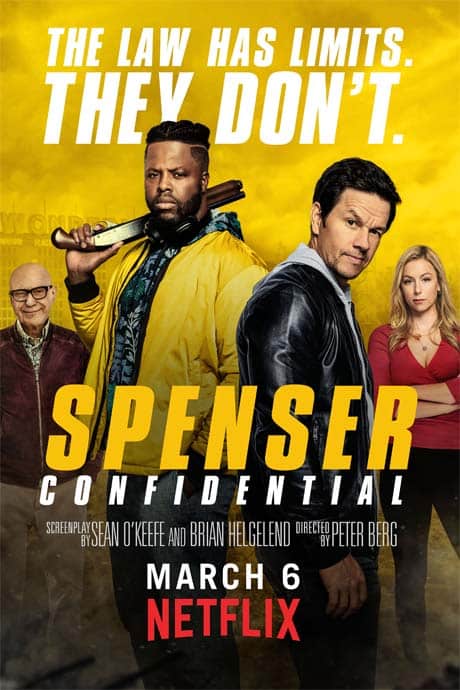 THE LAW HAS LIMITS.
THEY DON'T.
SPENSER
CONFIDENTIAL
SCREENPLAY BY SEAN O'KEEFE AND BRIAN HELGELEND DIRECTED BY PETER BERG
MARCH 6
NETFLIX